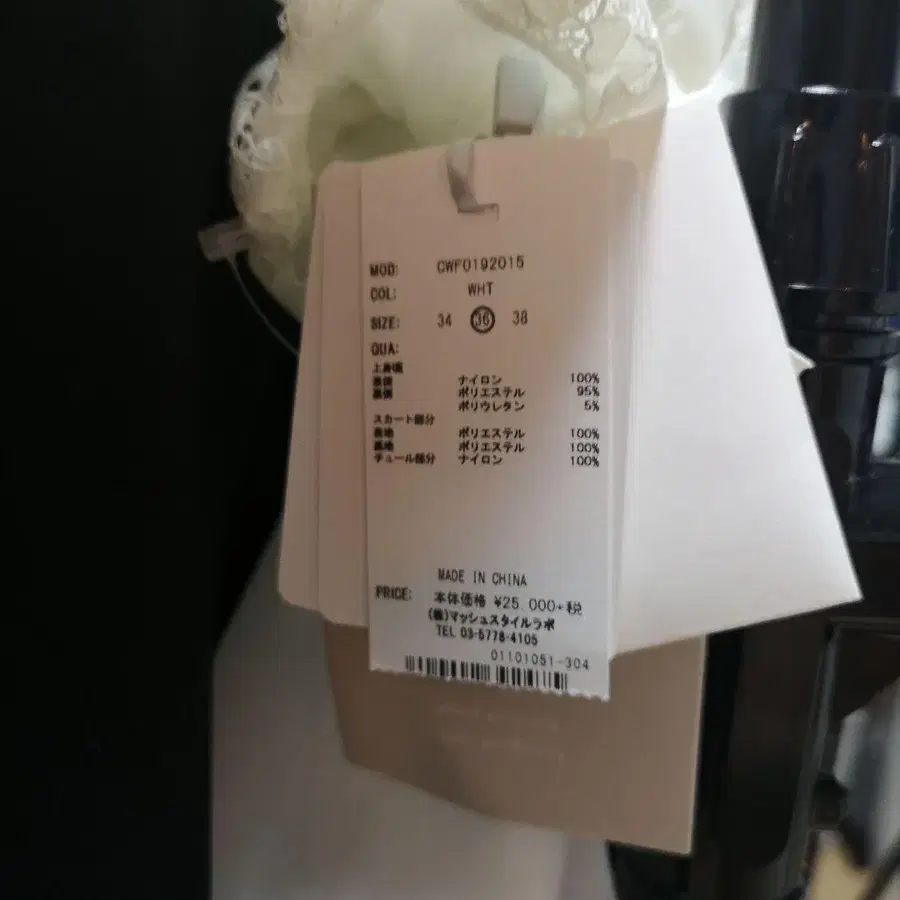 MOD: CWF0192015
COL: WHT
SIZE: 34 36 38
QUA:
上身頃
表側 ナイロン 100%
裏側 ポリエステル 95%
ポリウレタン 5%
スカート部分
表地 ポリエステル 100%
裏地 ポリエステル 100%
チュール部分 ナイロン 100%
MADE IN CHINA
PRICE: 本体価格 ¥25,000+税
(株)マッシュスタイルラボ
TEL 03-5778-4105
01101051-304